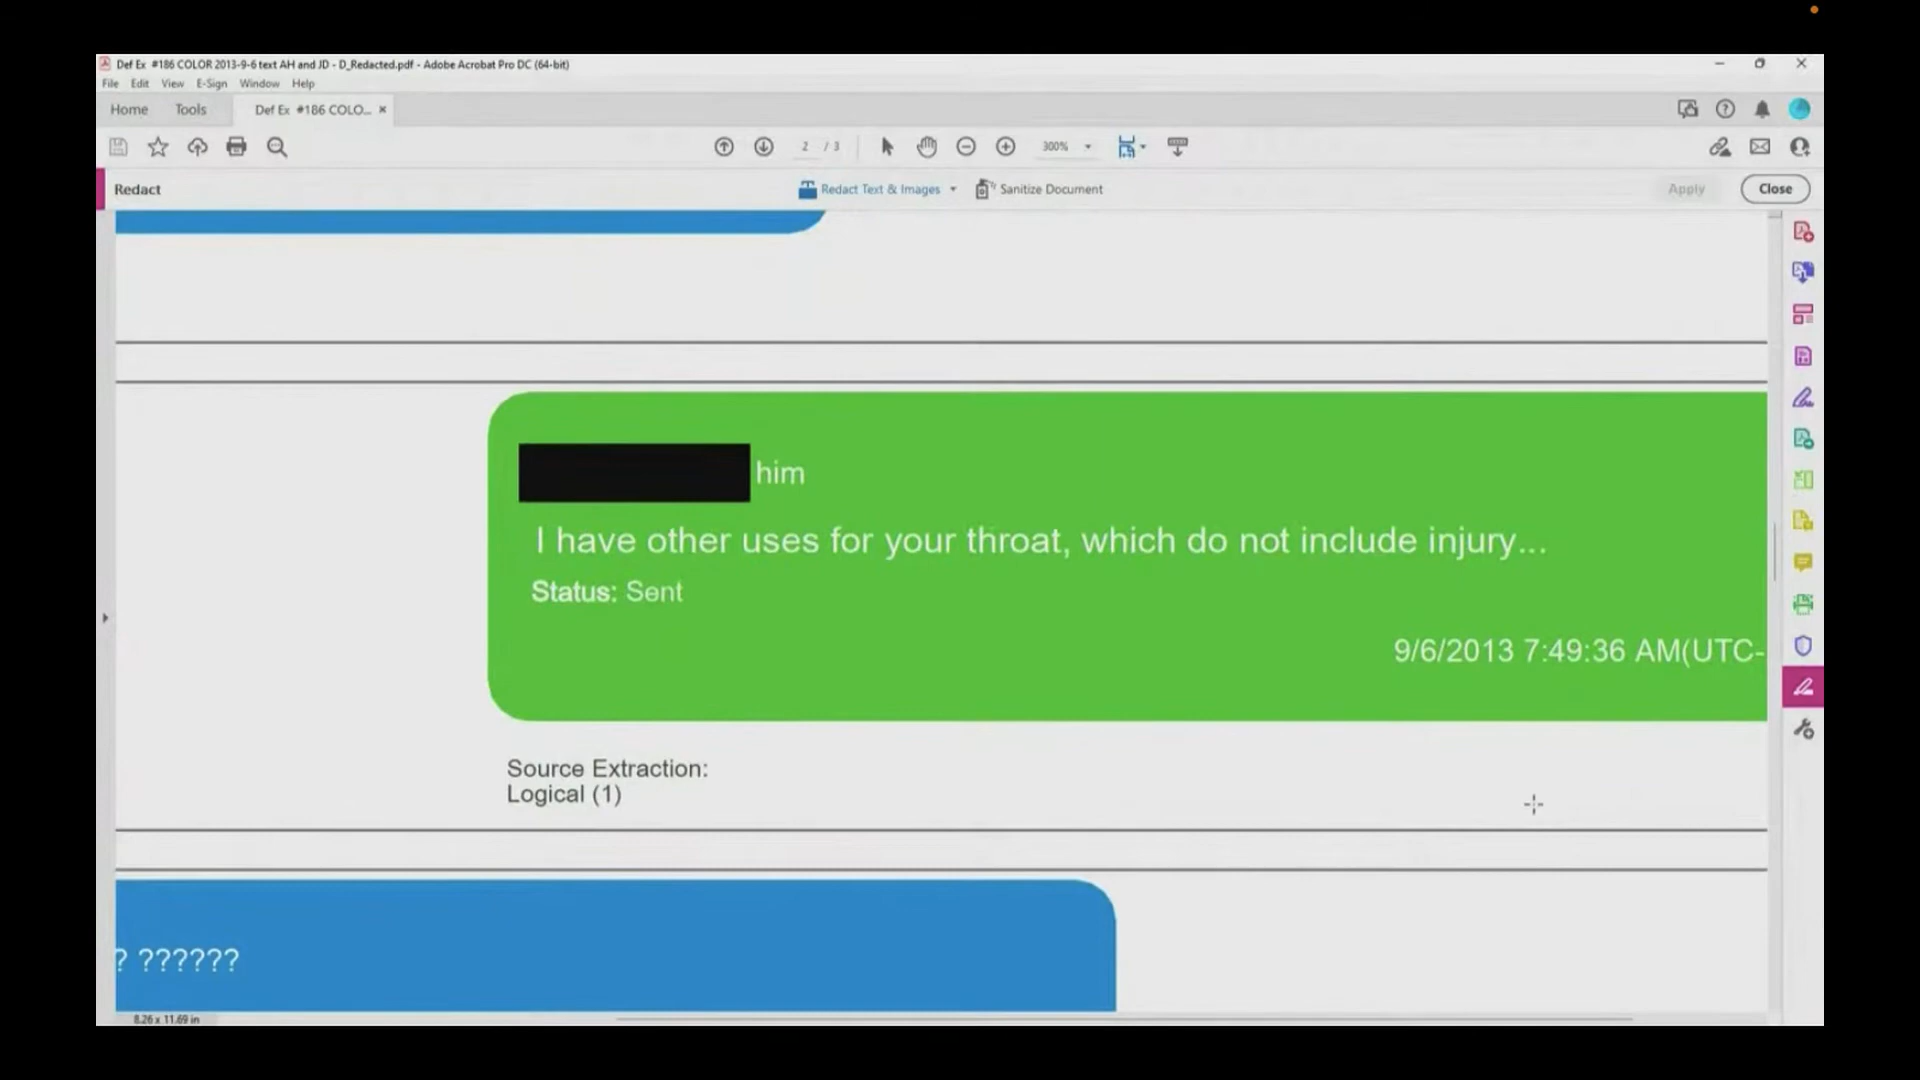 Def Ex #186 COLOR 2013-9-6 text AH and JD - D_Redacted.pdf - Adobe Acrobat Pro DC (64-bit)
File Edit View E-Sign Window Help
Home Tools Def Ex #186 COLO... ×
2 / 3 300%
Redact Redact Text & Images Sanitize Document Apply Close
him
I have other uses for your throat, which do not include injury...
Status: Sent
9/6/2013 7:49:36 AM(UTC-
Source Extraction:
Logical (1)
? ??????
8.26 x 11.69 in